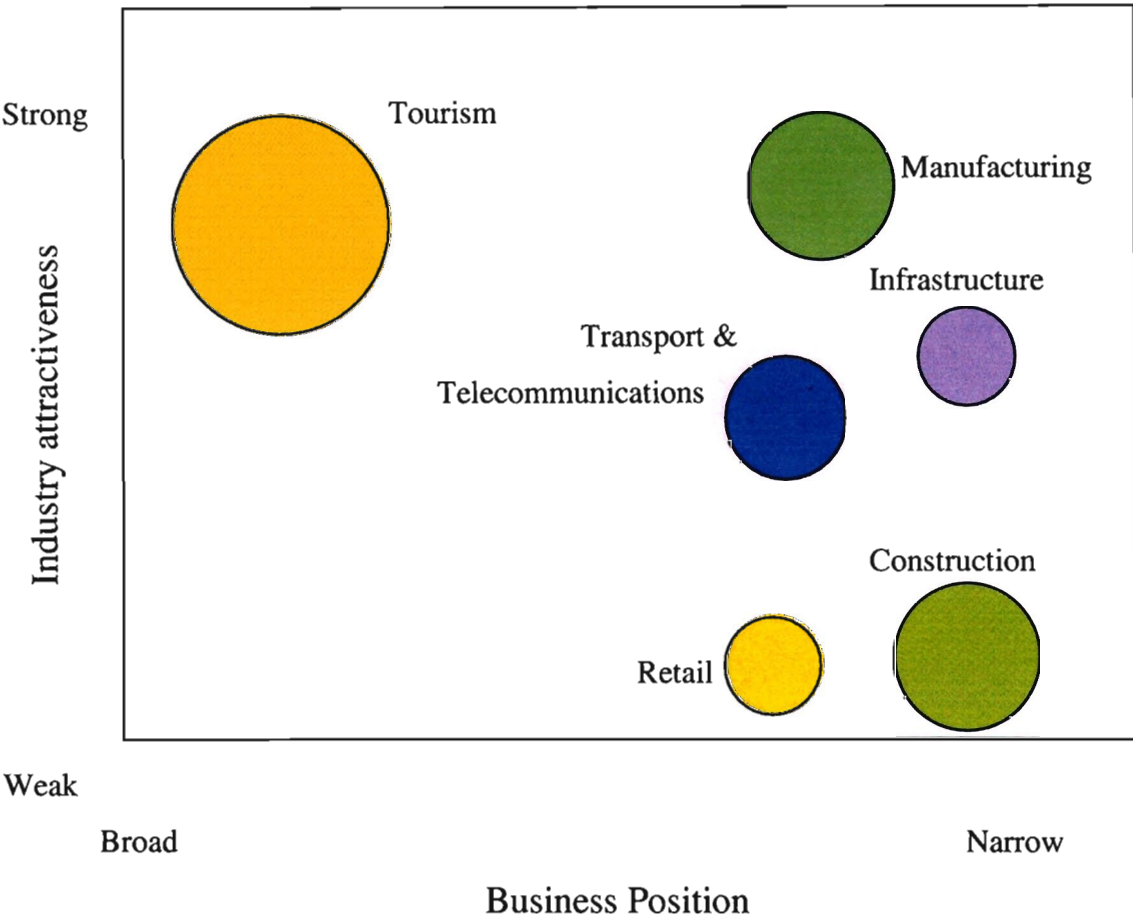 Strong
Tourism
Manufacturing
Infrastructure
Transport &
Telecommunications
Industry attractiveness
Construction
Retail
Weak
Broad
Narrow
Business Position